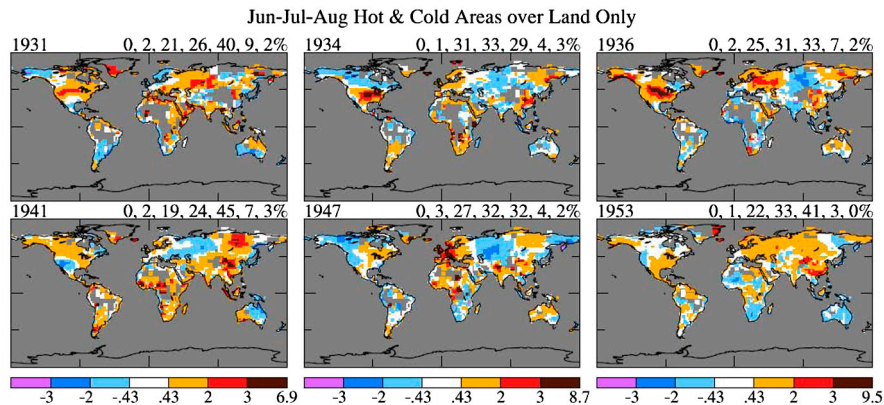 Jun-Jul-Aug Hot & Cold Areas over Land Only
1931 0, 2, 21, 26, 40, 9, 2% 1934 0, 1, 31, 33, 29, 4, 3% 1936 0, 2, 25, 31, 33, 7, 2%
1941 0, 2, 19, 24, 45, 7, 3% 1947 0, 3, 27, 32, 32, 4, 2% 1953 0, 1, 22, 33, 41, 3, 0%
-3 -2 -.43 .43 2 3 6.9 -3 -2 -.43 .43 2 3 8.7 -3 -2 -.43 .43 2 3 9.5